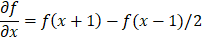 ∂f/∂x = f(x + 1) − f(x − 1)/2